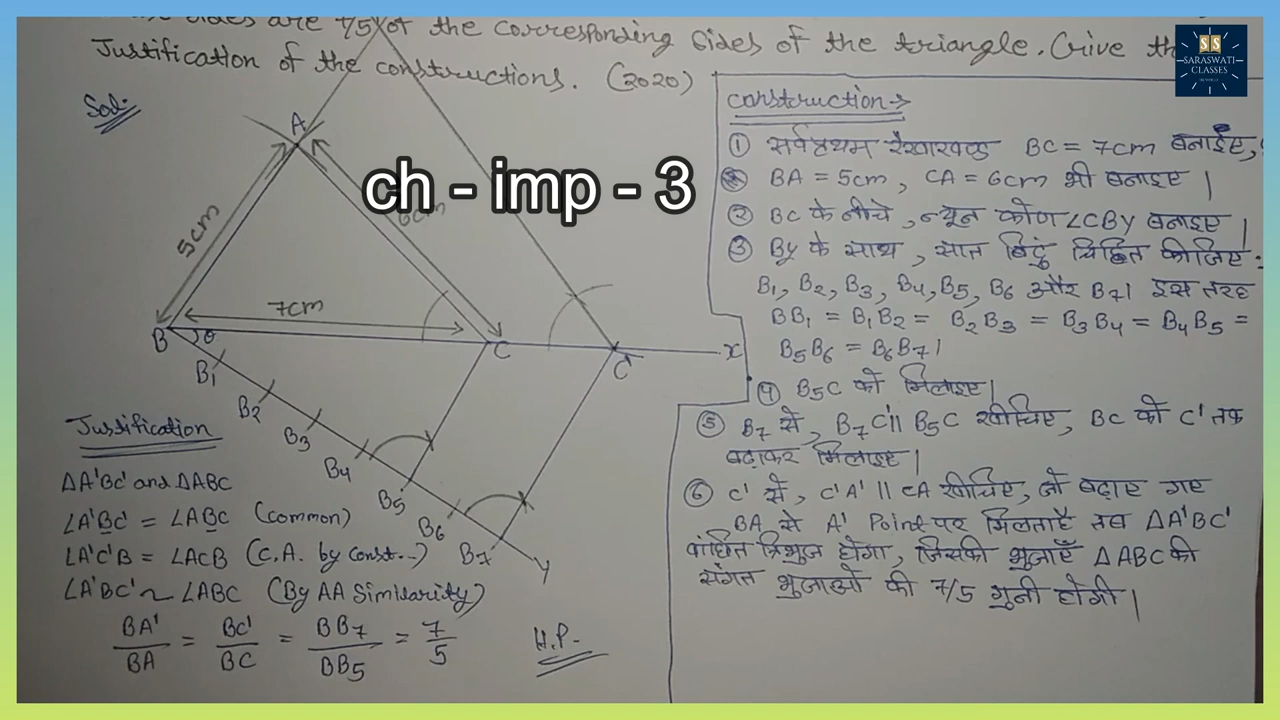 sides are 7/5 of the corresponding sides of the triangle. Give the
Justification of the constructions. (2020)
SS
SARASWATI
CLASSES
Sol:
A
5cm
6cm
7cm
B
θ
C
C'
x
B1
B2
B3
B4
B5
B6
B7
y
ch - imp - 3
Construction →
① सर्वप्रथम रेखाखण्ड BC = 7cm बनाईए,
BA = 5cm, CA = 6cm भी बनाइए |
② BC के नीचे, न्यून कोण ∠CBY बनाइए |
③ By के साथ, सात बिंदुं चिह्नित कीजिए:
B1, B2, B3, B4, B5, B6 और B7। इस तरह
BB1 = B1B2 = B2B3 = B3B4 = B4B5 =
B5B6 = B6B7।
④ B5C को मिलाइए |
⑤ B7 से, B7C' || B5C खींचिए, BC को C' तक
बढ़ाकर मिलाइए |
⑥ C' से, C'A' || CA खींचिए, जो बढ़ाए गए
BA से A' Point पर मिलता है तब ΔA'BC'
वांछित त्रिभुज होगा, जिसकी भुजाएँ ΔABC की
संगत भुजाओं की 7/5 गुनी होगी |
Justification
ΔA'BC' and ΔABC
∠A'BC' = ∠ABC (common)
∠A'C'B = ∠ACB (C.A. by const.--)
∠A'BC' ~ ∠ABC (By AA Similarity)
BA'/BA = BC'/BC = BB7/BB5 = 7/5
H.P-